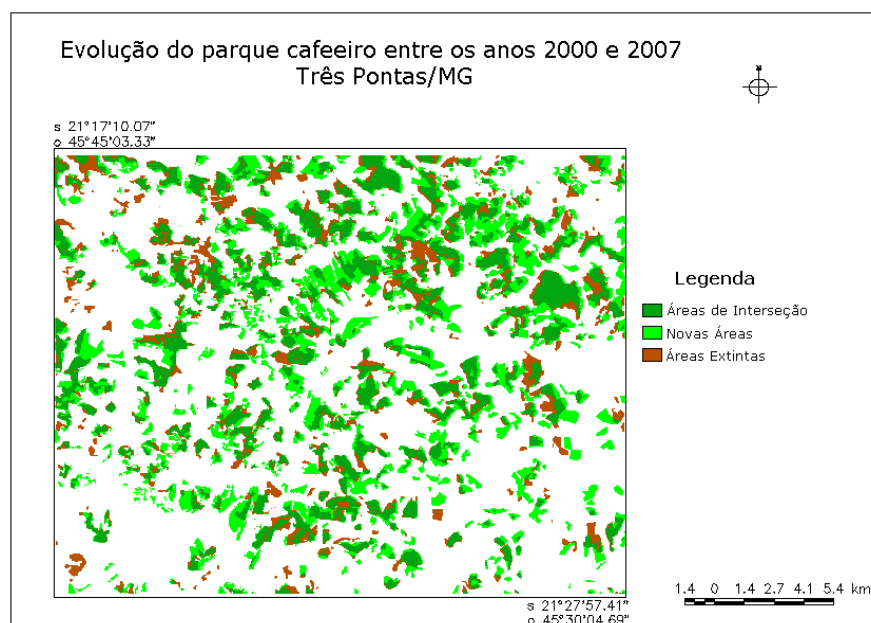 Evolução do parque cafeeiro entre os anos 2000 e 2007
Três Pontas/MG
N
s 21°17'10.07"
o 45°45'03.33"
Legenda
Áreas de Interseção
Novas Áreas
Áreas Extintas
s 21°27'57.41"
o 45°30'04.69"
1.4 0 1.4 2.7 4.1 5.4 km